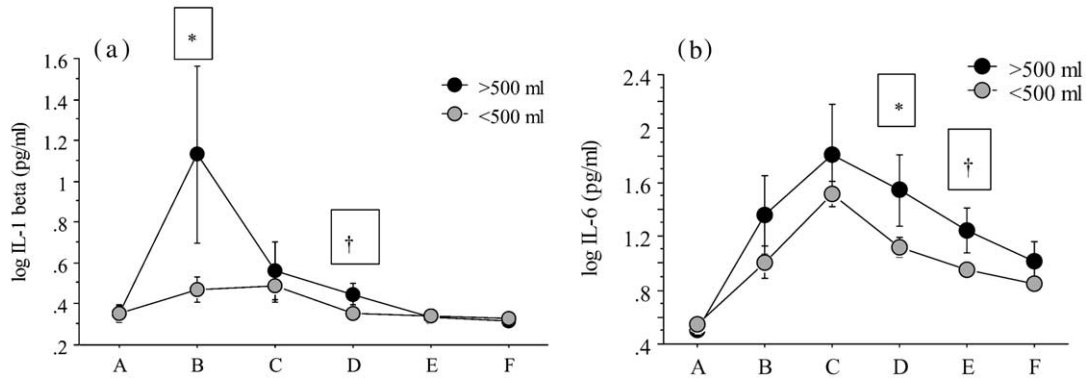 (a)
*
>500 ml
<500 ml
†
log IL-1 beta (pg/ml)
1.6
1.4
1.2
1
.8
.6
.4
.2
A B C D E F
(b)
>500 ml
<500 ml
*
†
log IL-6 (pg/ml)
2.4
2
1.6
1.2
.8
.4
A B C D E F